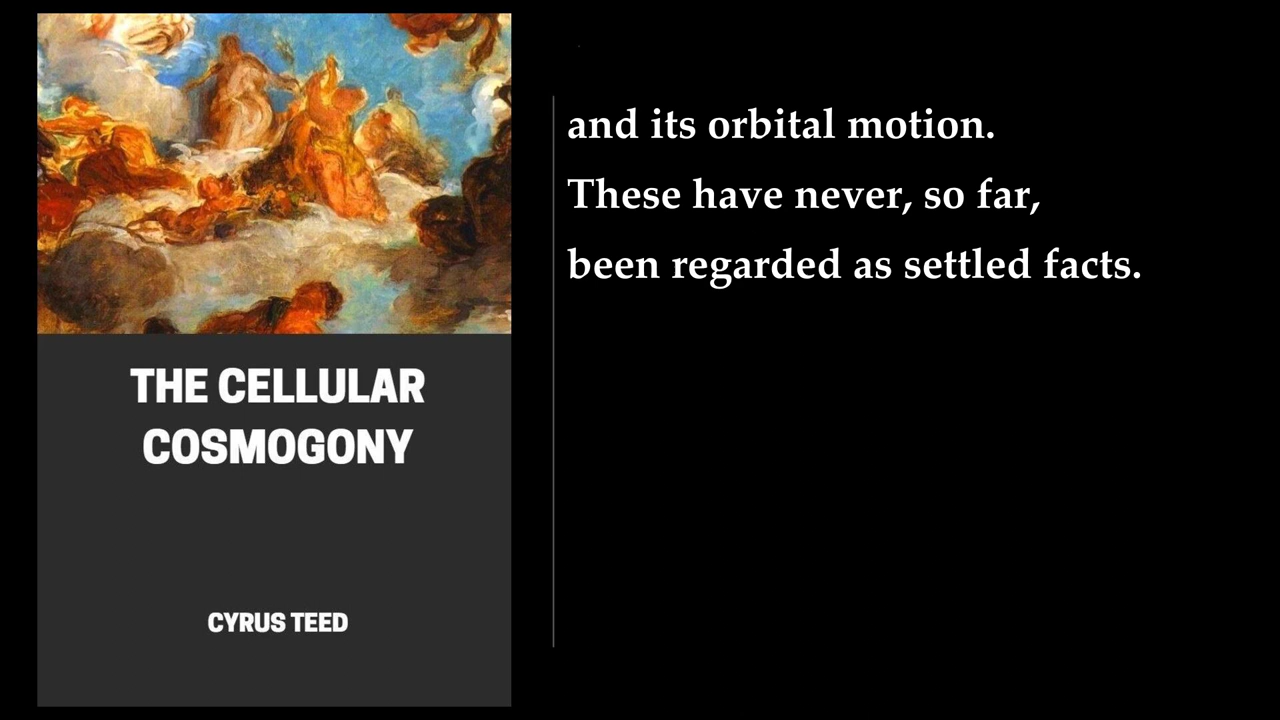 THE CELLULAR
COSMOGONY
CYRUS TEED
and its orbital motion.
These have never, so far,
been regarded as settled facts.